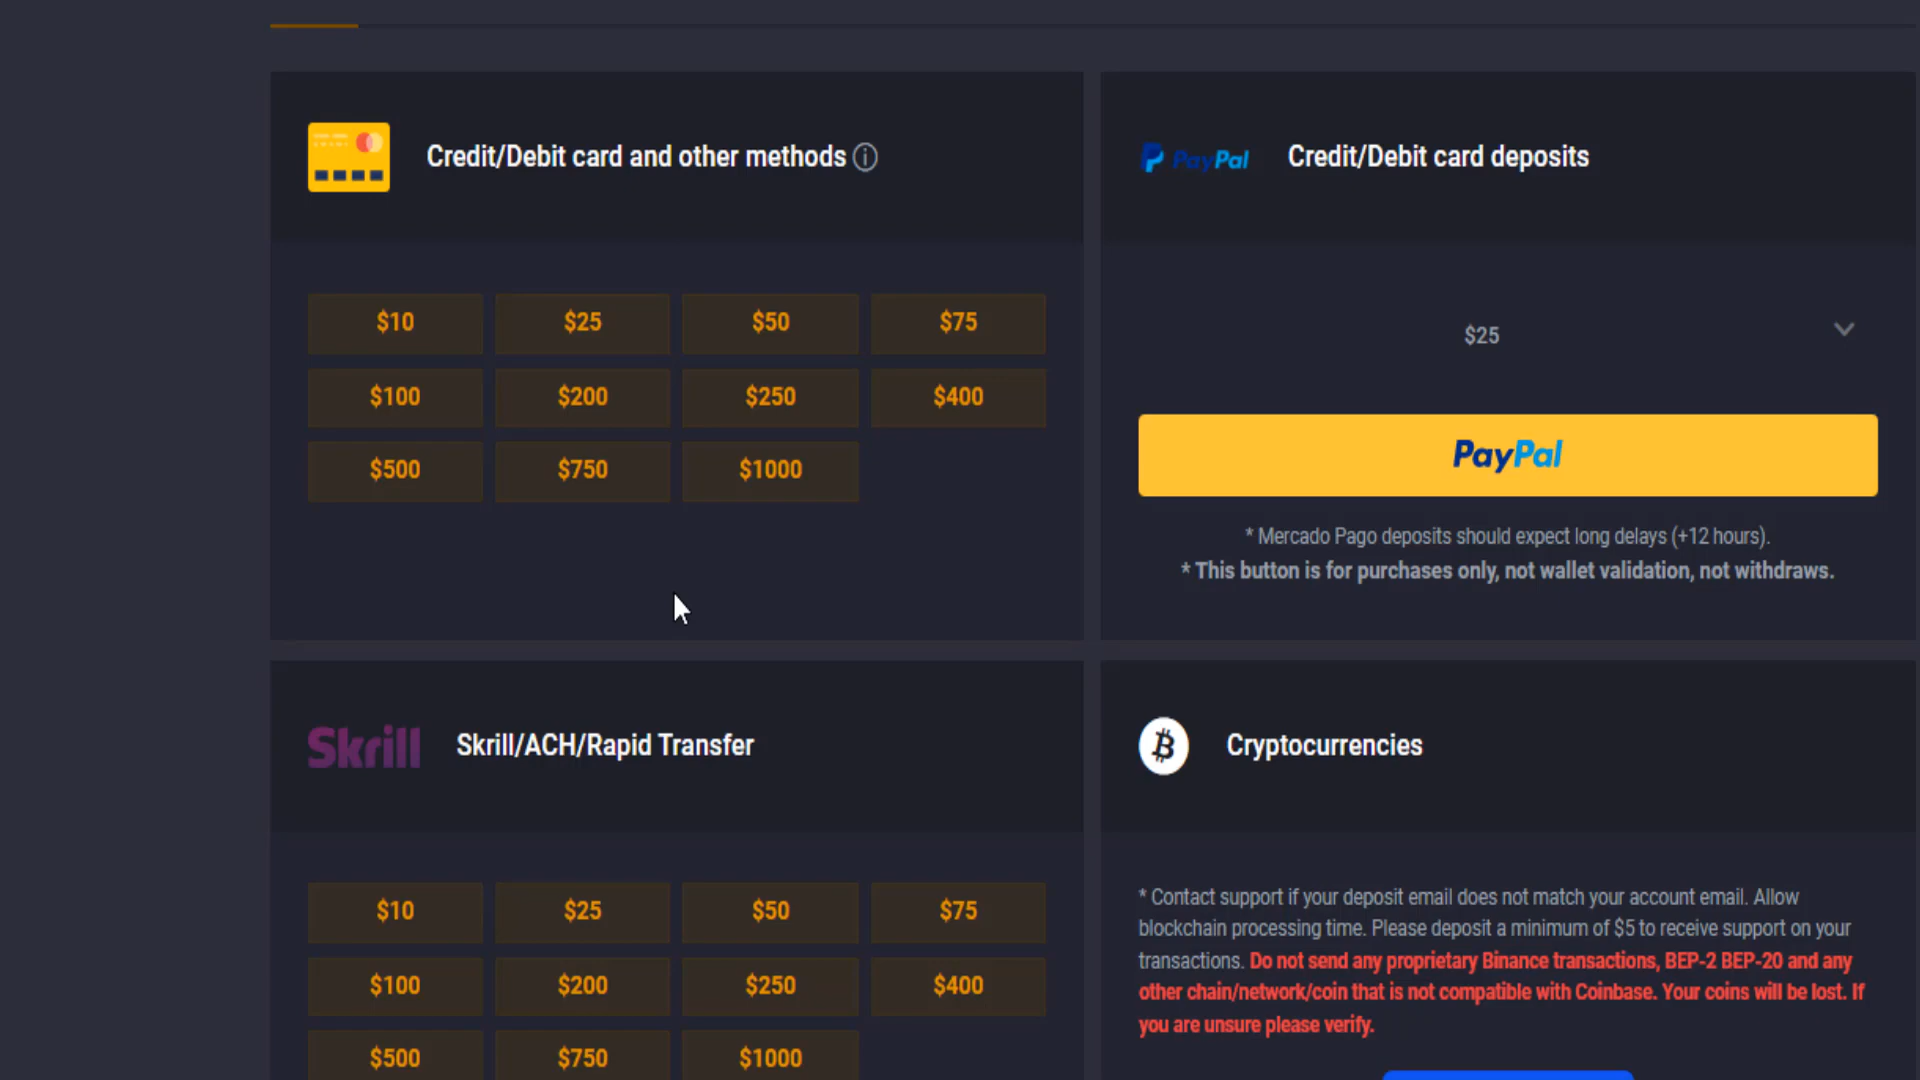 Credit/Debit card and other methods
$10 $25 $50 $75
$100 $200 $250 $400
$500 $750 $1000
PayPal Credit/Debit card deposits
$25
PayPal
* Mercado Pago deposits should expect long delays (+12 hours).
* This button is for purchases only, not wallet validation, not withdraws.
Skrill Skrill/ACH/Rapid Transfer
$10 $25 $50 $75
$100 $200 $250 $400
$500 $750 $1000
Cryptocurrencies
* Contact support if your deposit email does not match your account email. Allow
blockchain processing time. Please deposit a minimum of $5 to receive support on your
transactions. Do not send any proprietary Binance transactions, BEP-2 BEP-20 and any
other chain/network/coin that is not compatible with Coinbase. Your coins will be lost. If
you are unsure please verify.